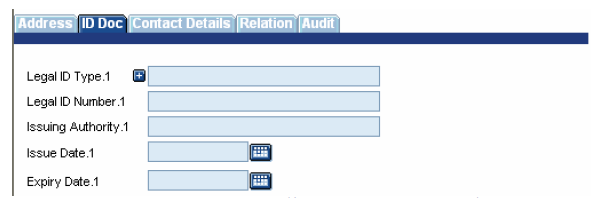 Address ID Doc Contact Details Relation Audit
Legal ID Type.1
Legal ID Number.1
Issuing Authority.1
Issue Date.1
Expiry Date.1